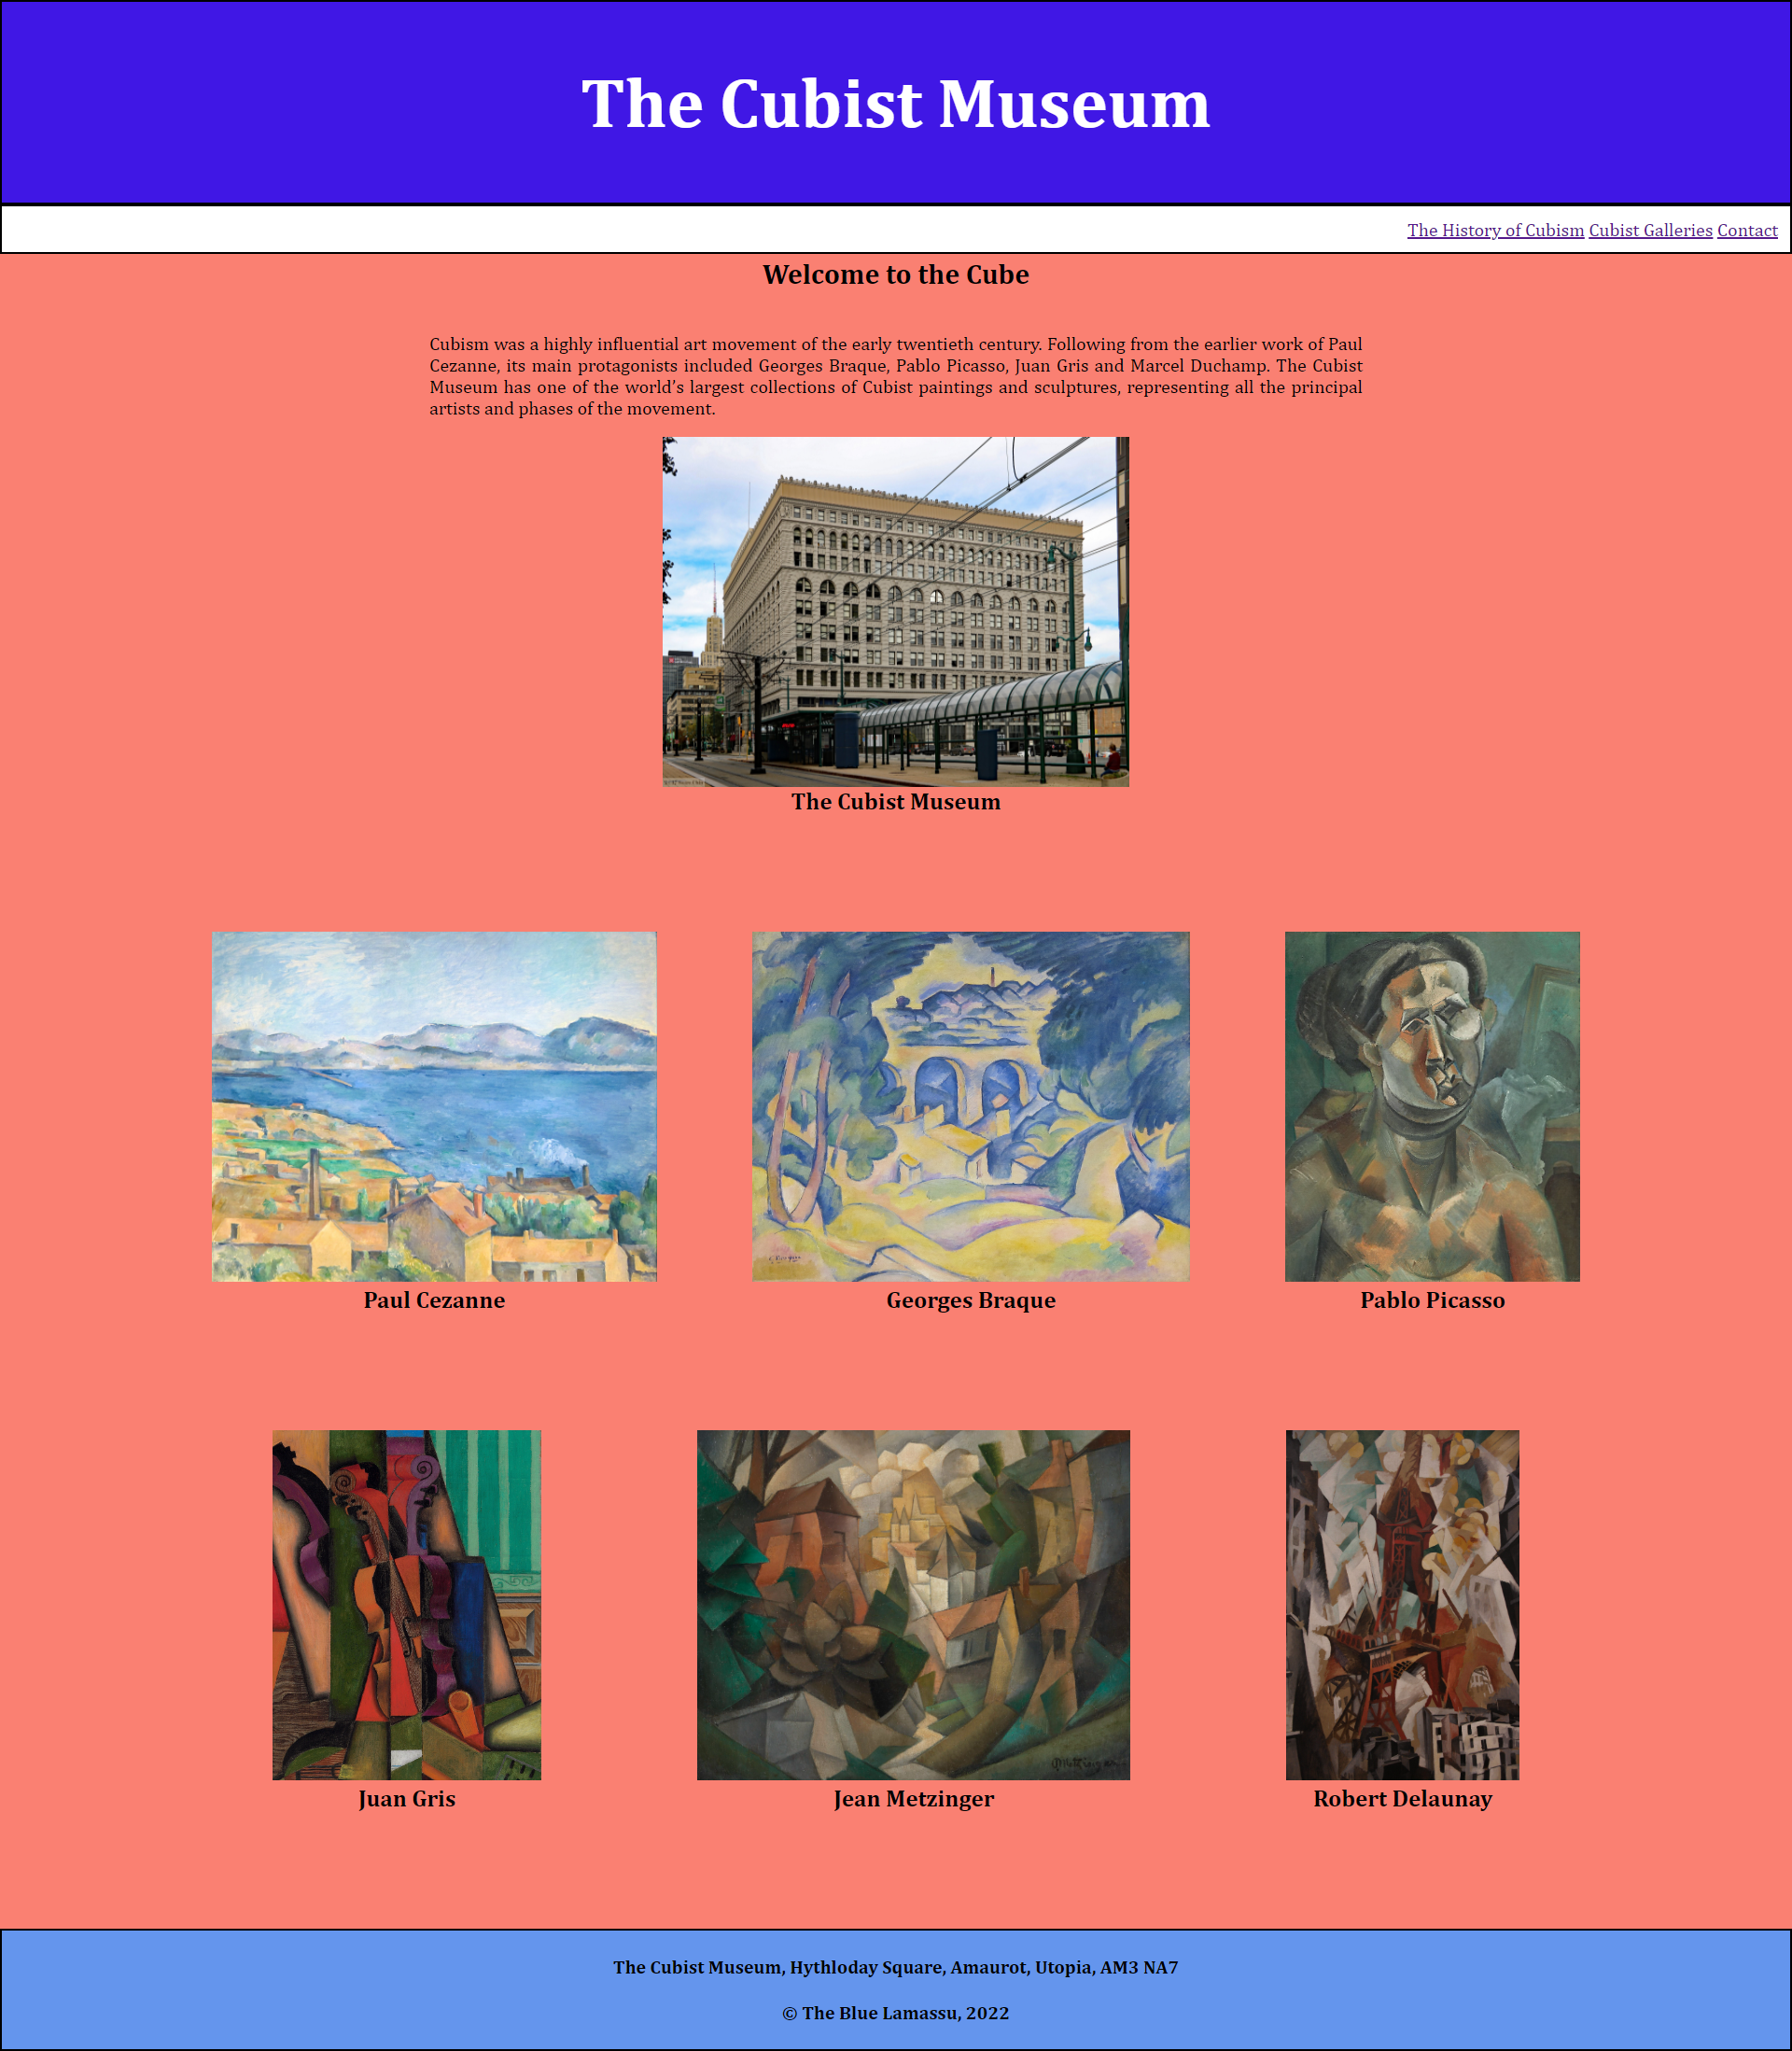 The Cubist Museum
The History of Cubism Cubist Galleries Contact
Welcome to the Cube
Cubism was a highly influential art movement of the early twentieth century. Following from the earlier work of Paul
Cezanne, its main protagonists included Georges Braque, Pablo Picasso, Juan Gris and Marcel Duchamp. The Cubist
Museum has one of the world’s largest collections of Cubist paintings and sculptures, representing all the principal
artists and phases of the movement.
The Cubist Museum
Paul Cezanne
Georges Braque
Pablo Picasso
Juan Gris
Jean Metzinger
Robert Delaunay
The Cubist Museum, Hythloday Square, Amaurot, Utopia, AM3 NA7
© The Blue Lamassu, 2022